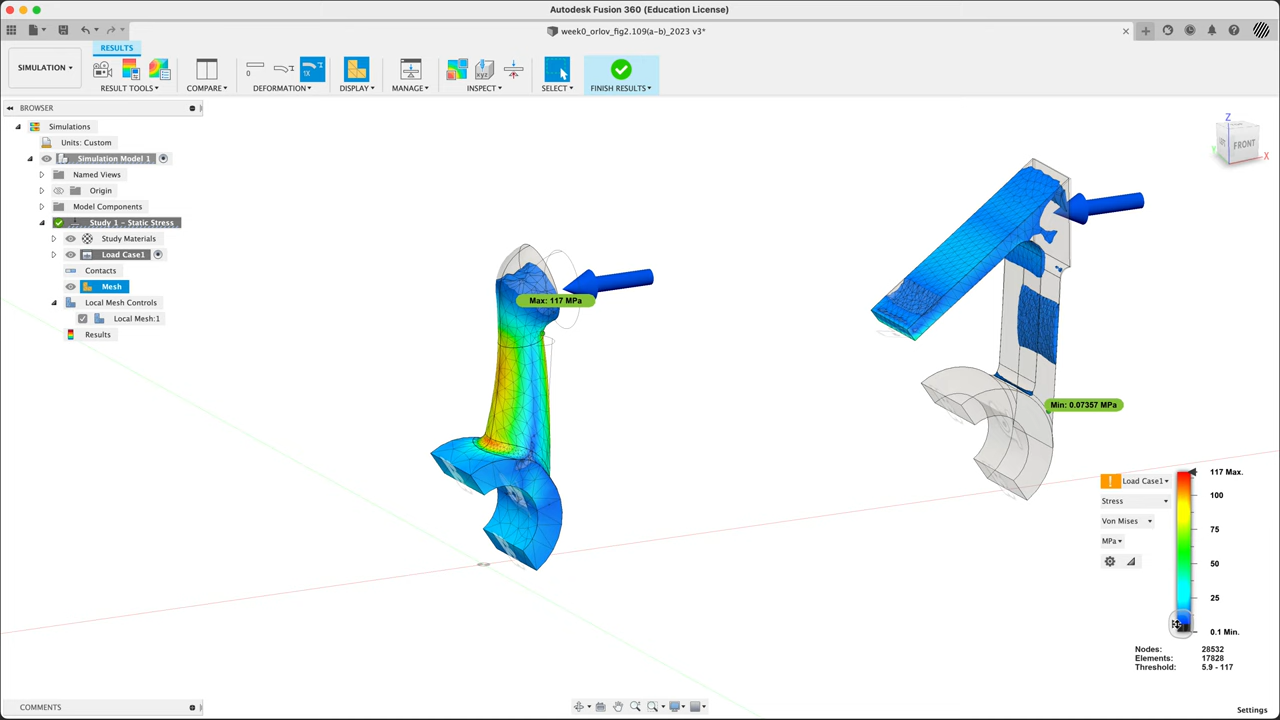 Autodesk Fusion 360 (Education License)
week0_orlov_fig2.109(a-b)_2023 v3*
RESULTS
SIMULATION
RESULT TOOLS
COMPARE
1X
DEFORMATION
DISPLAY
MANAGE
xyz
INSPECT
SELECT
FINISH RESULTS
BROWSER
Simulations
Units: Custom
Simulation Model 1
Named Views
Origin
Model Components
Study 1 - Static Stress
Study Materials
Load Case1
Contacts
Mesh
Local Mesh Controls
Local Mesh:1
Results
Max: 117 MPa
Min: 0.07357 MPa
Z
FRONT
X
Y
Load Case1
Stress
Von Mises
MPa
117 Max.
100
75
50
25
0.1 Min.
Nodes: 28532
Elements: 17828
Threshold: 5.9 - 117
COMMENTS
Settings